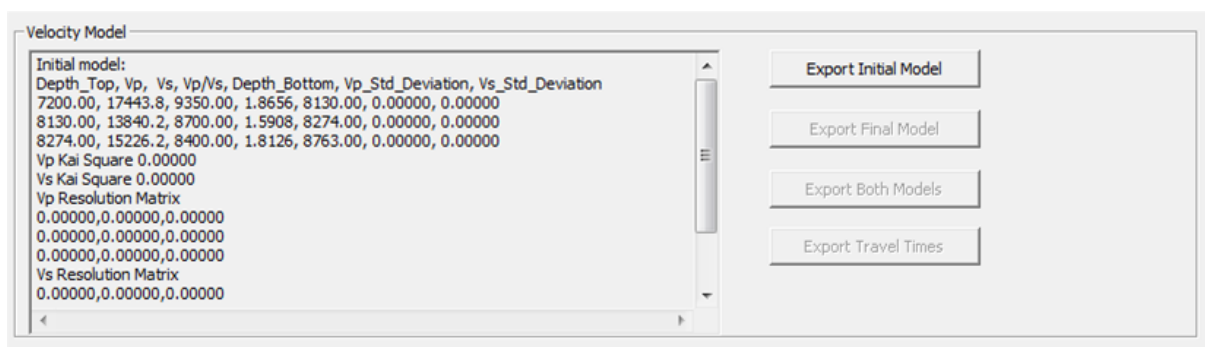 Velocity Model
Initial model:
Depth_Top, Vp,  Vs, Vp/Vs, Depth_Bottom, Vp_Std_Deviation, Vs_Std_Deviation
7200.00, 17443.8, 9350.00, 1.8656, 8130.00, 0.00000, 0.00000
8130.00, 13840.2, 8700.00, 1.5908, 8274.00, 0.00000, 0.00000
8274.00, 15226.2, 8400.00, 1.8126, 8763.00, 0.00000, 0.00000
Vp Kai Square 0.00000
Vs Kai Square 0.00000
Vp Resolution Matrix
0.00000,0.00000,0.00000
0.00000,0.00000,0.00000
0.00000,0.00000,0.00000
Vs Resolution Matrix
0.00000,0.00000,0.00000
Export Initial Model
Export Final Model
Export Both Models
Export Travel Times